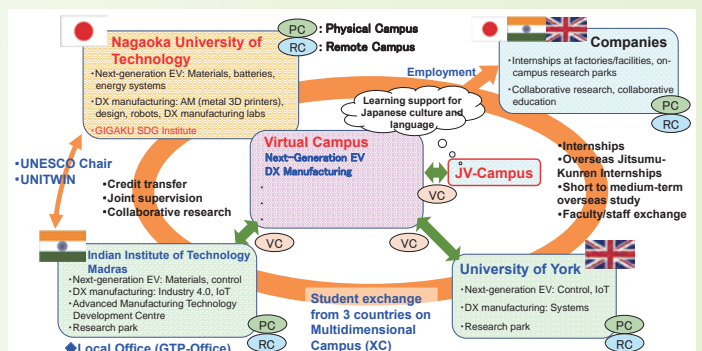 PC : Physical Campus
RC : Remote Campus
Nagaoka University of
Technology
・Next-generation EV: Materials, batteries,
energy systems
・DX manufacturing: AM (metal 3D printers),
design, robots, DX manufacturing labs
・GIGAKU SDG Institute
Companies
・Internships at factories/facilities, on-
campus research parks
・Collaborative research, collaborative
education
PC
RC
Employment
Learning support for
Japanese culture and
language
Virtual Campus
Next-Generation EV
DX Manufacturing
・
・
・
JV-Campus
VC
VC
VC
•UNESCO Chair
•UNITWIN
•Credit transfer
•Joint supervision
•Collaborative research
•Internships
•Overseas Jitsumu-
Kunren Internships
•Short to medium-term
overseas study
•Faculty/staff exchange
Indian Institute of Technology
Madras
・Next-generation EV: Materials, control
・DX manufacturing: Industry 4.0, IoT
・Advanced Manufacturing Technology
Development Centre
・Research park
PC
RC
◆Local Office (GTP-Office)
Student exchange
from 3 countries on
Multidimensional
Campus (XC)
University of York
・Next-generation EV: Control, IoT
・DX manufacturing: Systems
・Research park
PC
RC